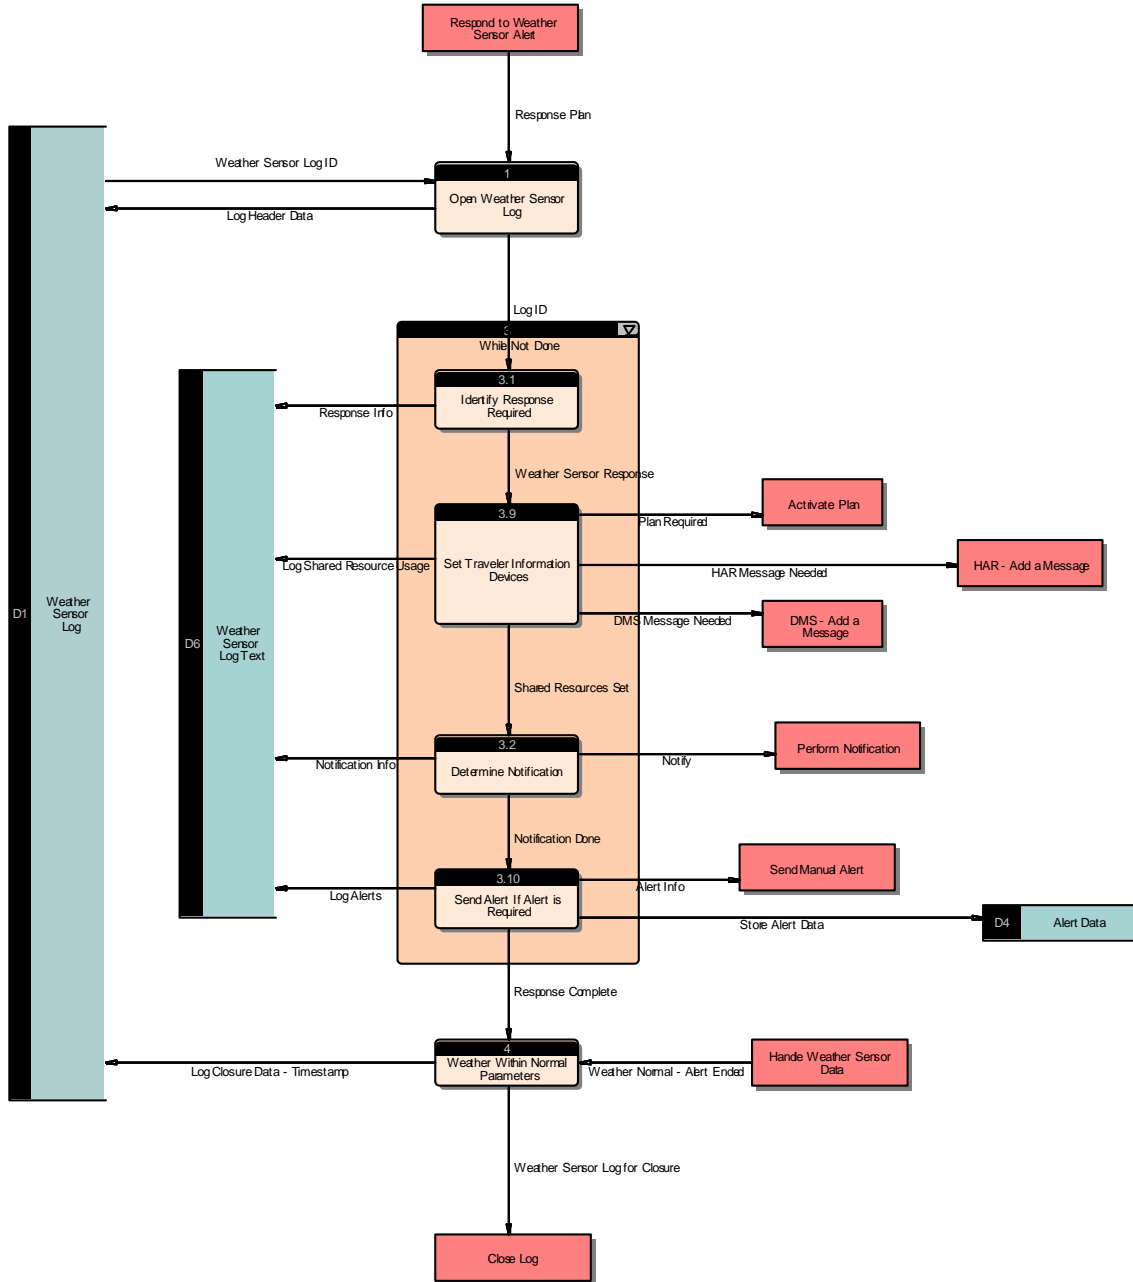 Respond to Weather
Sensor Alert
Response Plan
Weather Sensor Log ID
1
Open Weather Sensor
Log
Log Header Data
Log ID
3
While Not Done
3.1
Identify Response
Required
Response Info
Weather Sensor Response
3.9
Set Traveler Information
Devices
Plan Required
Activate Plan
Log Shared Resource Usage
HAR Message Needed
HAR - Add a Message
DMS Message Needed
DMS - Add a
Message
D1
Weather
Sensor
Log
D6
Weather
Sensor
Log Text
Shared Resources Set
3.2
Determine Notification
Notification Info
Notify
Perform Notification
Notification Done
3.10
Send Alert If Alert is
Required
Log Alerts
Alert Info
Send Manual Alert
Store Alert Data
D4
Alert Data
Response Complete
4
Weather Within Normal
Parameters
Log Closure Data - Timestamp
Weather Normal - Alert Ended
Hande Weather Sensor
Data
Weather Sensor Log for Closure
Close Log